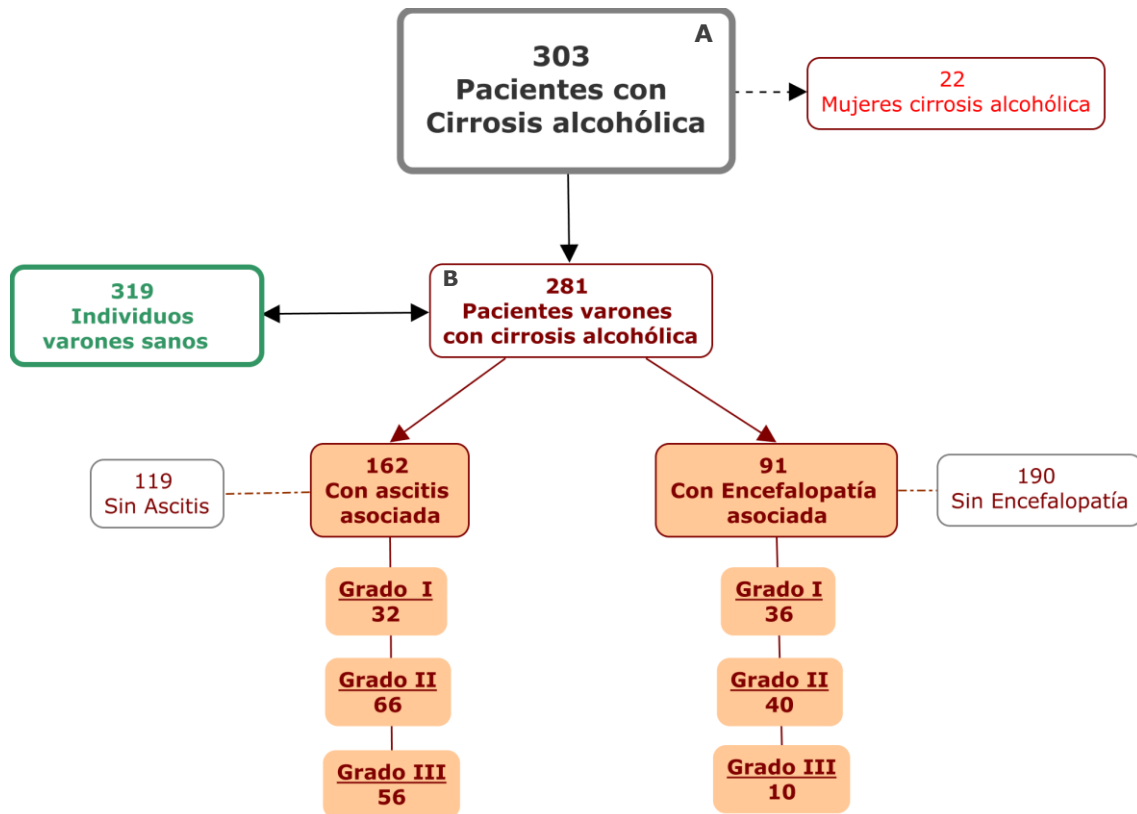 A
303
Pacientes con
Cirrosis alcohólica
22
Mujeres cirrosis alcohólica
319
Individuos
varones sanos
B
281
Pacientes varones
con cirrosis alcohólica
119
Sin Ascitis
162
Con ascitis
asociada
91
Con Encefalopatía
asociada
190
Sin Encefalopatía
Grado I
32
Grado II
66
Grado III
56
Grado I
36
Grado II
40
Grado III
10